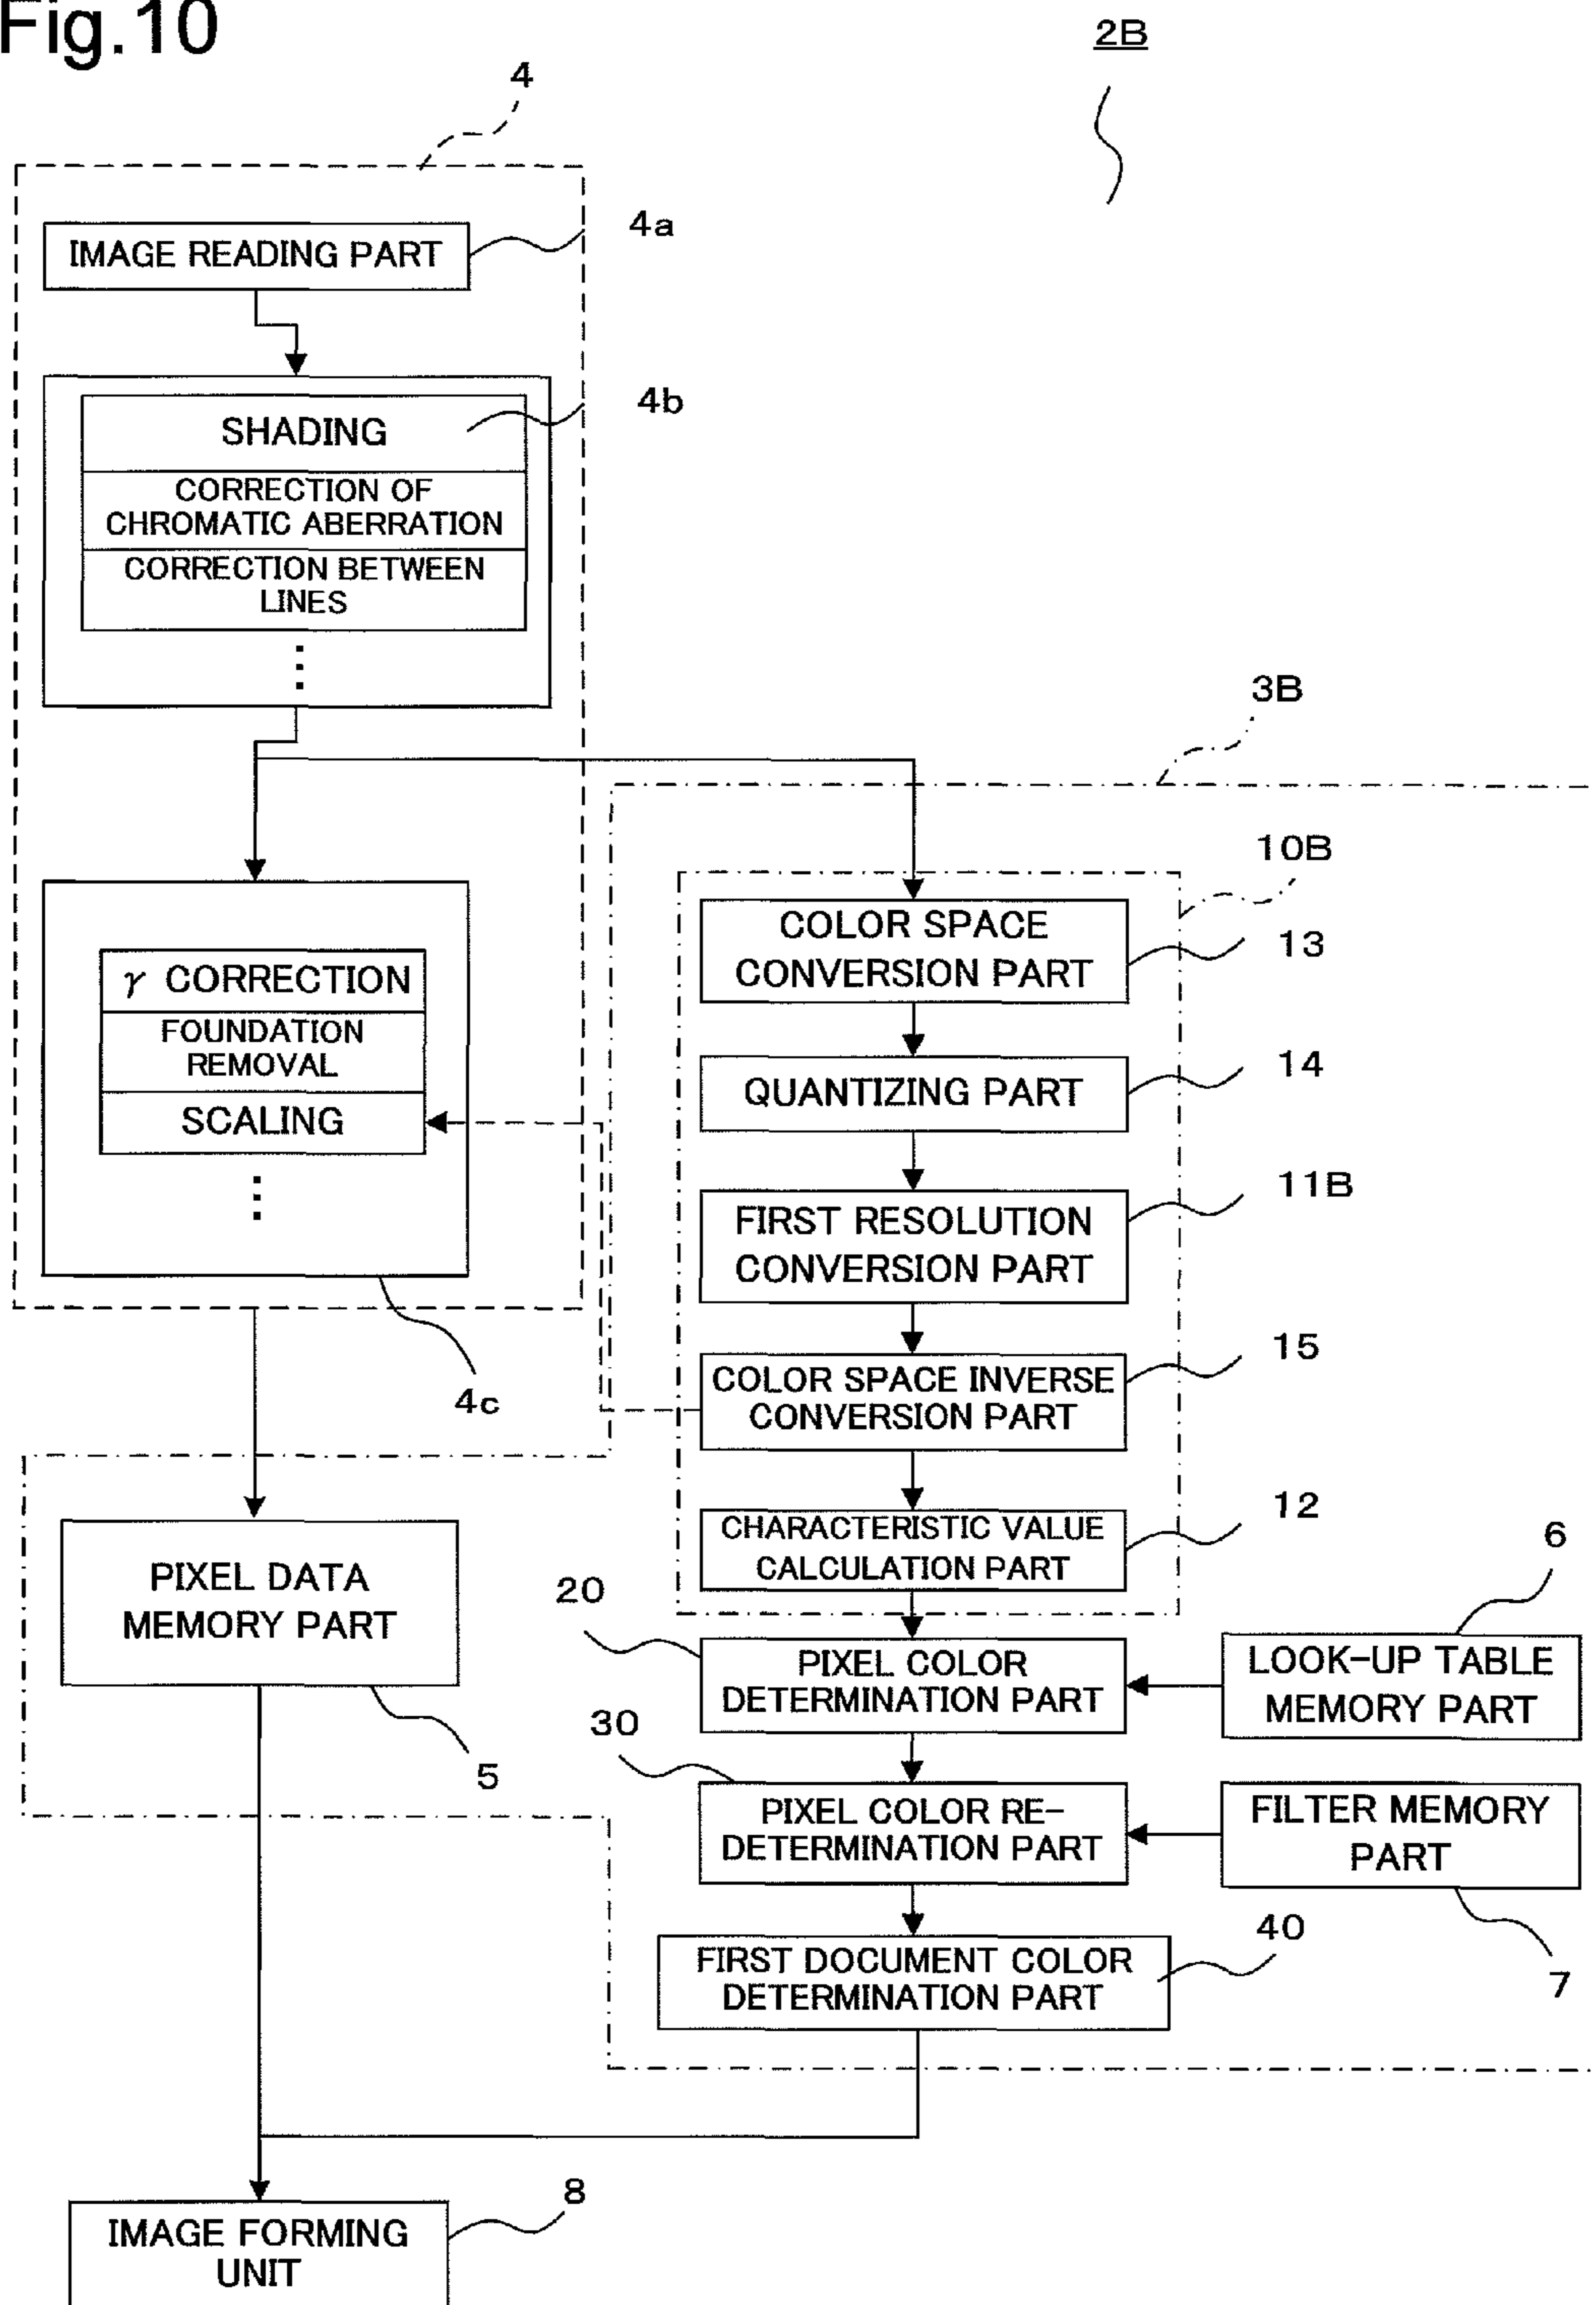 Fig.10
2B
4
IMAGE READING PART
4a
SHADING
4b
CORRECTION OF
CHROMATIC ABERRATION
CORRECTION BETWEEN
LINES
⋮
3B
10B
COLOR SPACE
CONVERSION PART
13
γ CORRECTION
FOUNDATION
REMOVAL
SCALING
⋮
4c
QUANTIZING PART
14
FIRST RESOLUTION
CONVERSION PART
11B
COLOR SPACE INVERSE
CONVERSION PART
15
CHARACTERISTIC VALUE
CALCULATION PART
12
PIXEL DATA
MEMORY PART
5
20
PIXEL COLOR
DETERMINATION PART
6
LOOK-UP TABLE
MEMORY PART
30
PIXEL COLOR RE-
DETERMINATION PART
FILTER MEMORY
PART
7
FIRST DOCUMENT COLOR
DETERMINATION PART
40
IMAGE FORMING
UNIT
8